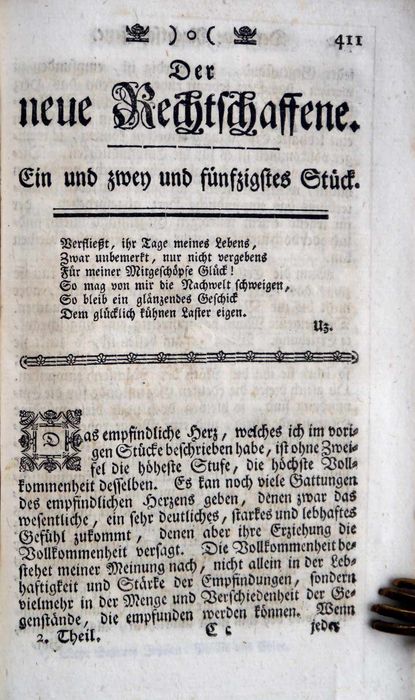 )o( 411
Der
neue Rechtschaffene.
Ein und zwey und fünfzigstes Stück.
Verfließt, ihr Tage meines Lebens,
Zwar unbemerkt, nur nicht vergebens
Für meiner Mitgeschöpfe Glück!
So mag von mir die Nachwelt schweigen,
So bleib ein glänzendes Geschick
Dem glücklich kühnen Laster eigen.
Uz.
Das empfindliche Herz, welches ich im vori-
gen Stücke beschrieben habe, ist ohne Zwei-
fel die höheste Stufe, die höchste Voll-
kommenheit desselben. Es kan noch viele Gattungen
des empfindlichen Herzens geben, denen zwar das
wesentliche, ein sehr deutliches, starkes und lebhaftes
Gefühl zukommt, denen aber ihre Erziehung die
Vollkommenheit versagt. Die Vollkommenheit be-
stehet meiner Meinung nach, nicht allein in der Leb-
haftigkeit und Stärke der Empfindungen, sondern
vielmehr in der Menge und Verschiedenheit der Ge-
genstände, die empfunden werden können. Wenn
2. Theil. C c jeder